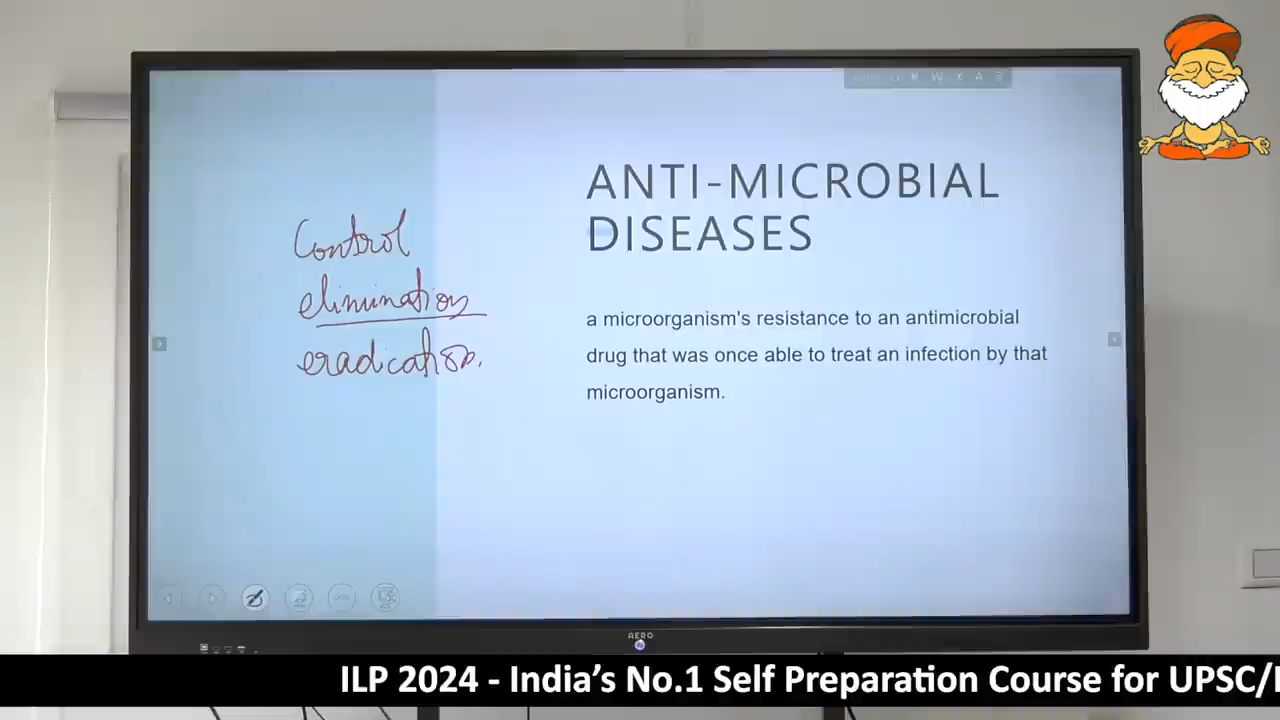 ANTI-MICROBIAL
DISEASES
Control
elimination
eradication.
a microorganism's resistance to an antimicrobial
drug that was once able to treat an infection by that
microorganism.
AERO
ILP 2024 - India’s No.1 Self Preparation Course for UPSC/